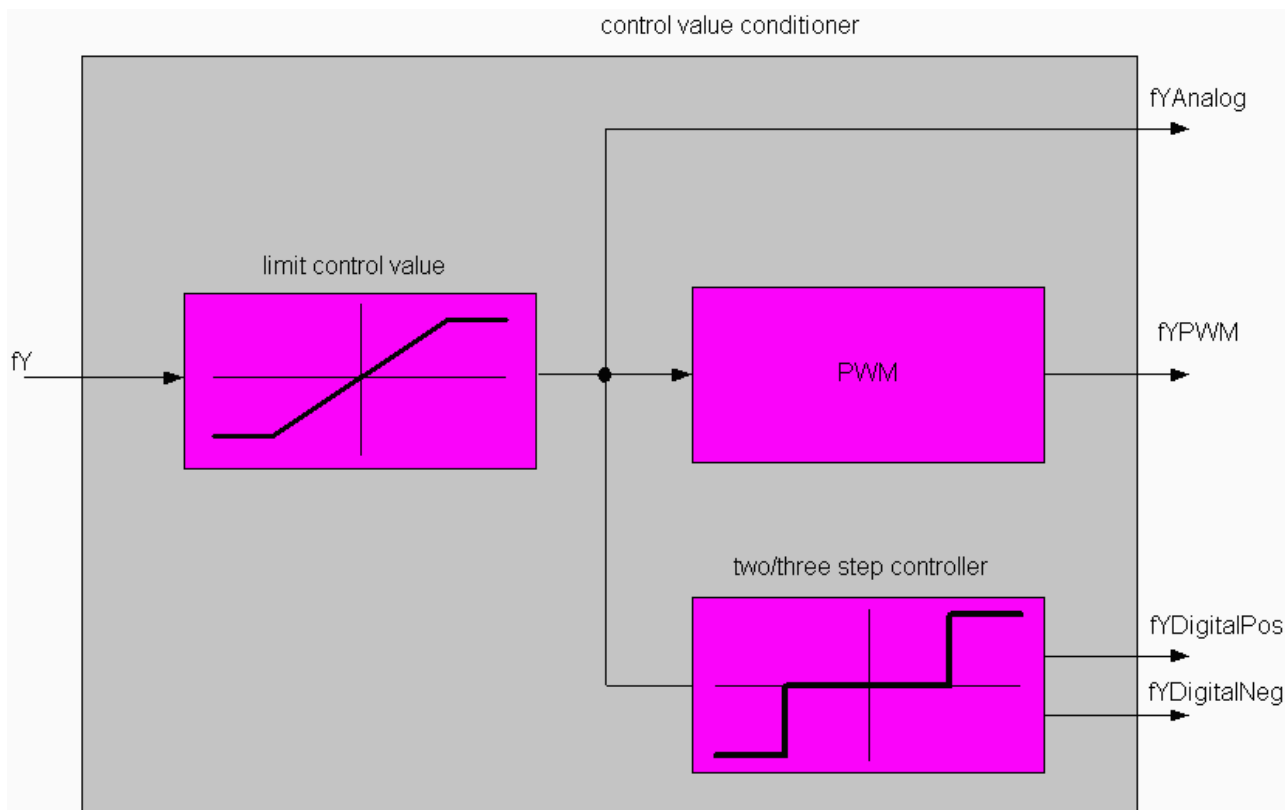 control value conditioner
fYAnalog
limit control value
fY
PWM
fYPWM
two/three step controller
fYDigitalPos
fYDigitalNeg